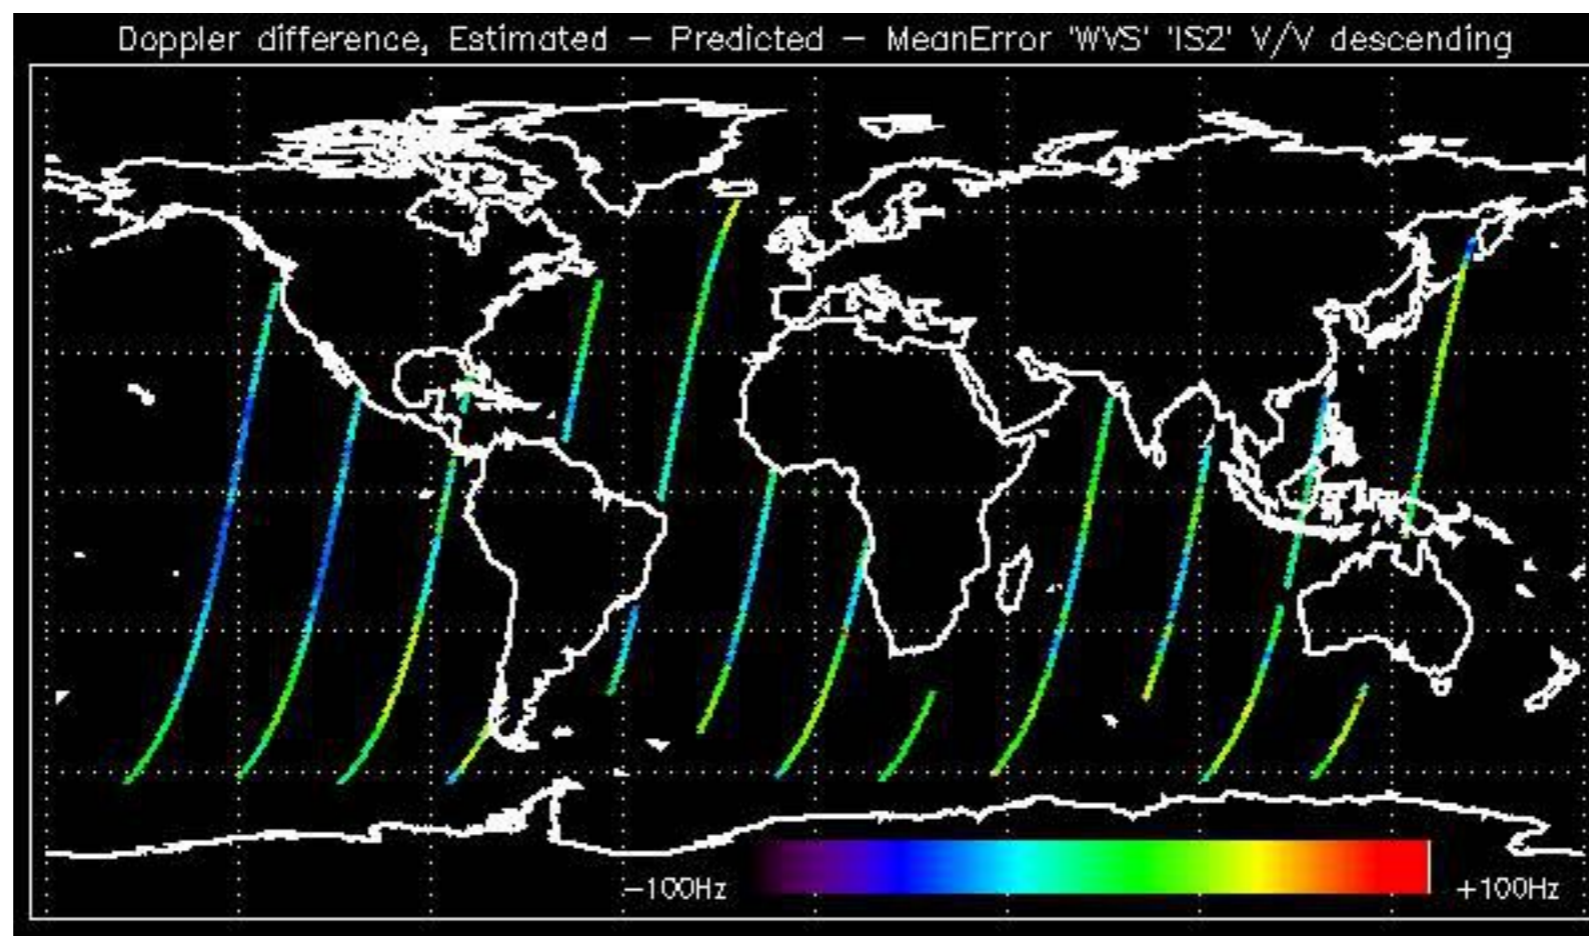 Doppler difference, Estimated - Predicted - MeanError 'WVS' 'IS2' V/V descending
-100Hz
+100Hz